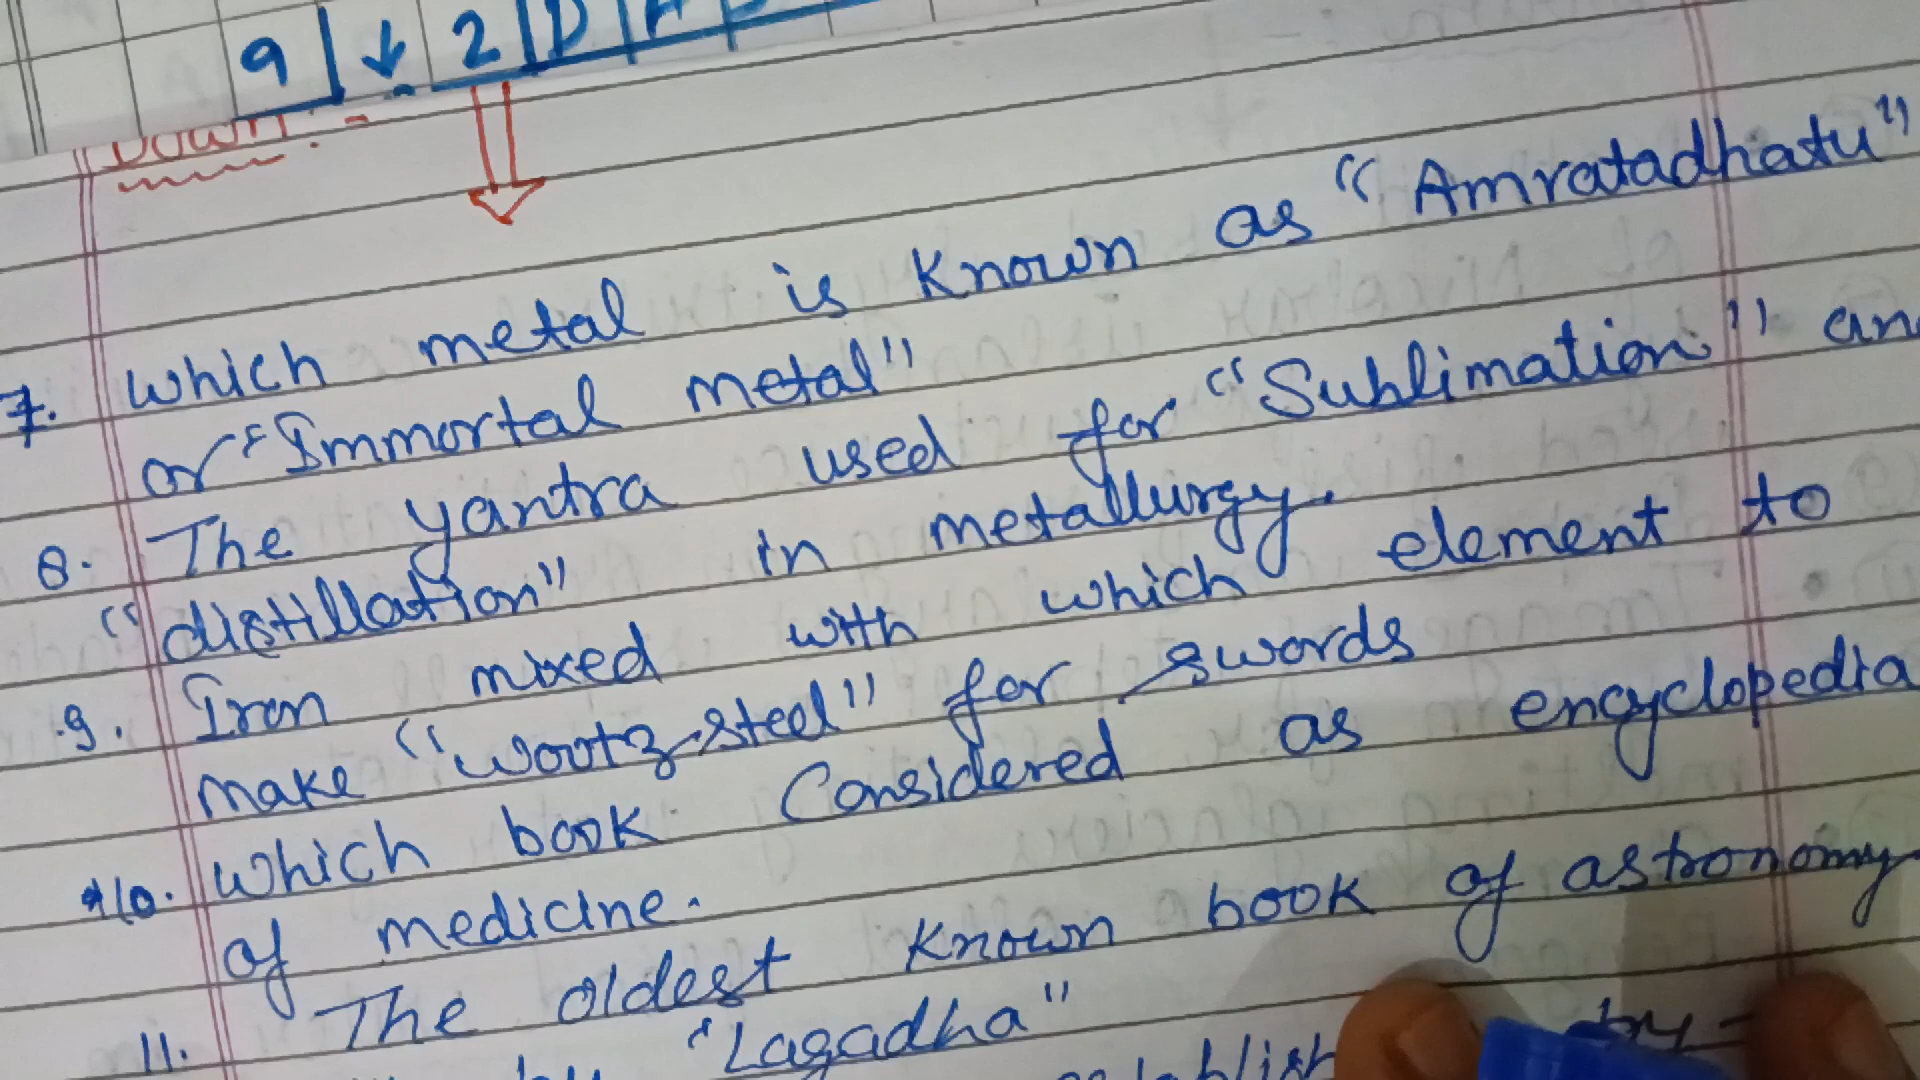 9 ↓ 2 D
Down :-
7. Which metal is known as "Amratadhatu"
or "Immortal metal"
8. The yantra used for "Sublimation" an
"distillation" in metallurgy.
9. Iron mixed with which element to
make "wootz-steel" for swords
10. Which book Considered as encyclopedia
of medicine.
11. The oldest known book of astronomy
by "Lagadha"
by